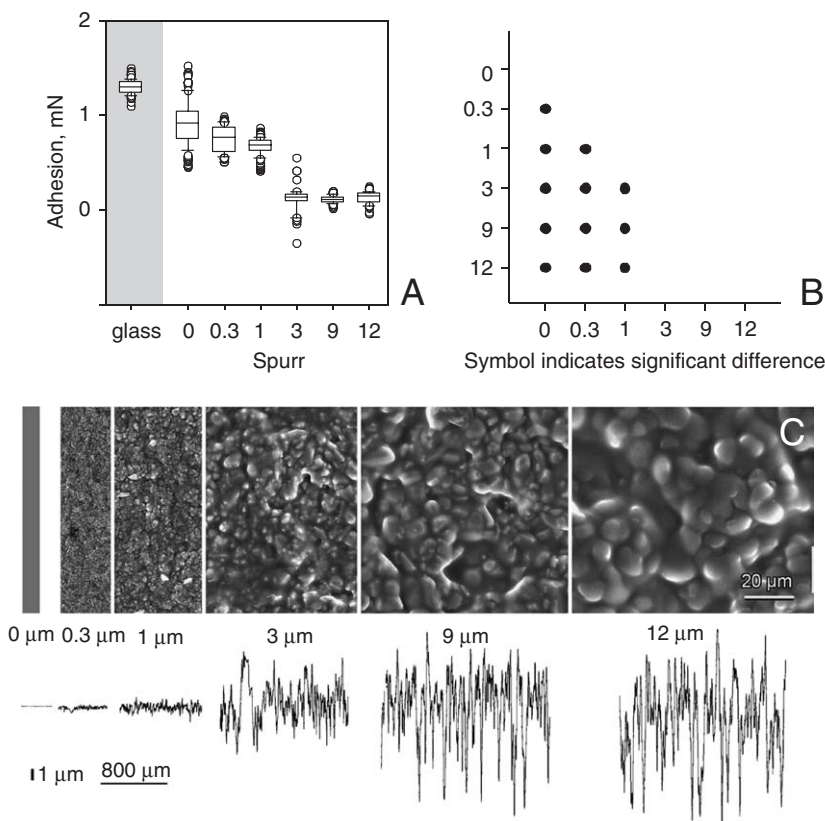 2
1
0
Adhesion, mN
glass 0 0.3 1 3 9 12
Spurr
A
0
0.3
1
3
9
12
0 0.3 1 3 9 12
Symbol indicates significant difference
B
C
20 µm
0 µm 0.3 µm 1 µm 3 µm 9 µm 12 µm
1 µm 800 µm